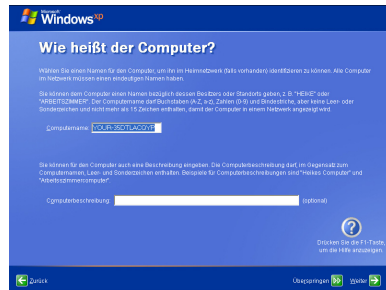 Microsoft
Windows xp
Wie heißt der Computer?
Wählen Sie einen Namen für den Computer, um ihn im Heimnetzwerk (falls vorhanden) identifizieren zu können. Alle Computer
im Netzwerk müssen einen eindeutigen Namen haben.
Sie können dem Computer einen Namen bezüglich dessen Besitzers oder Standorts geben, z. B. "HEIKE" oder
"ARBEITSZIMMER". Der Computername darf Buchstaben (A-Z, a-z), Zahlen (0-9) und Bindestriche, aber keine Leer- oder
Sonderzeichen und nicht mehr als 15 Zeichen enthalten, damit der Computer in einem Netzwerk angezeigt wird.
Computername: YOUR-35DTLACQYP
Sie können für den Computer auch eine Beschreibung eingeben. Die Computerbeschreibung darf, im Gegensatz zum
Computernamen, Leer- und Sonderzeichen enthalten. Beispiele für Computerbeschreibungen sind "Heikes Computer" und
"Arbeitszimmercomputer".
Computerbeschreibung: (optional)
Drücken Sie die F1-Taste,
um die Hilfe anzuzeigen.
Zurück Überspringen Weiter